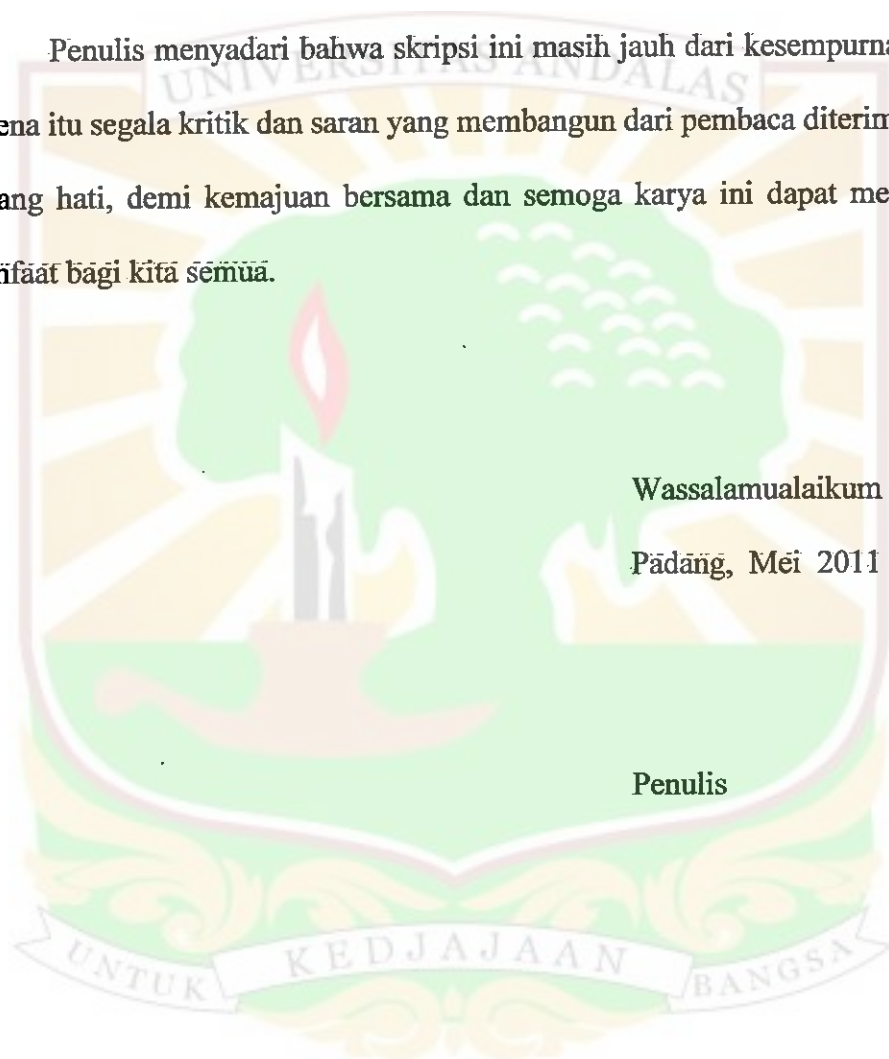 Penulis menyadari bahwa skripsi ini masih jauh dari kesempurna
UNIVERSITAS ANDALAS
ena itu segala kritik dan saran yang membangun dari pembaca diterim
ang hati, demi kemajuan bersama dan semoga karya ini dapat me
nfaat bagi kita semua.
Wassalamualaikum
Padang, Mei 2011
Penulis
UNTUK KEDJAJAAN BANGSA